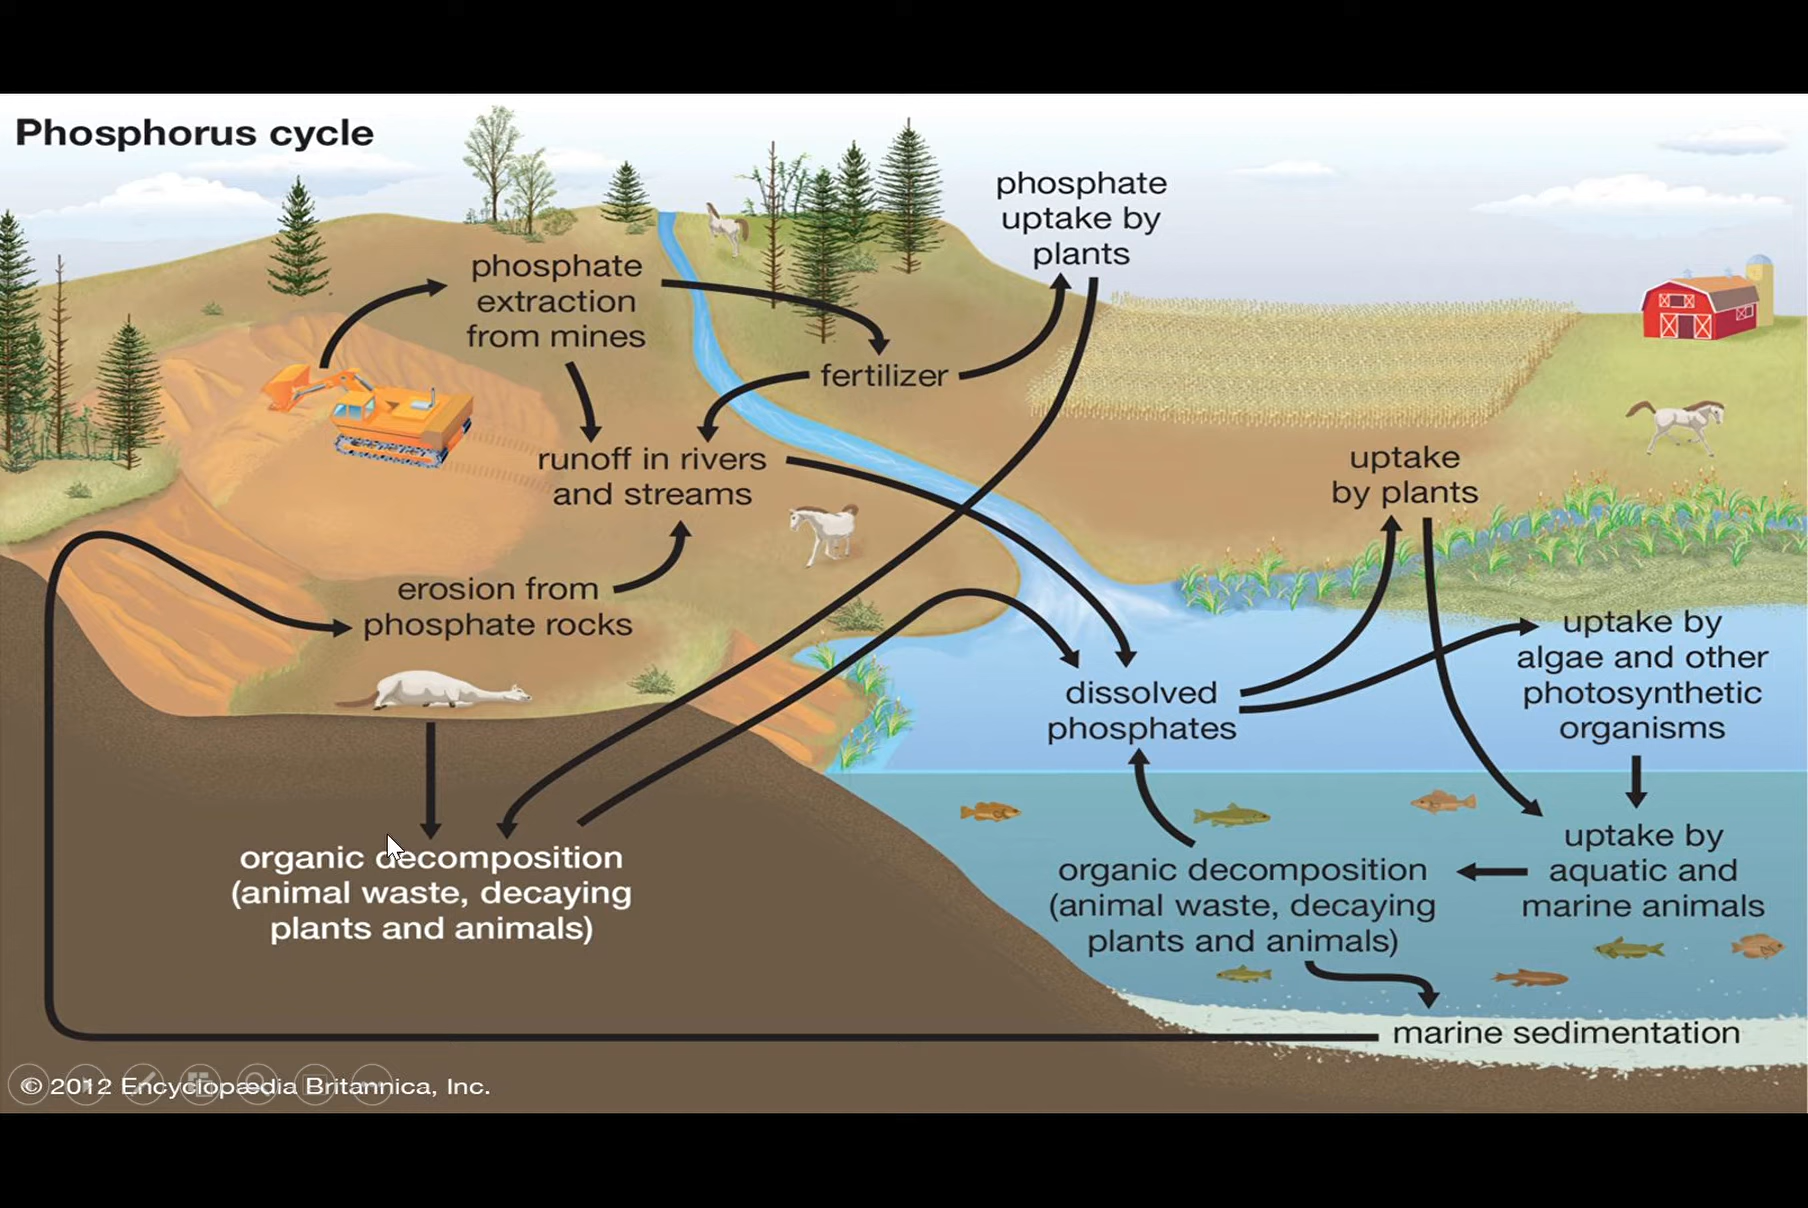 Phosphorus cycle
phosphate
uptake by
plants
phosphate
extraction
from mines
fertilizer
runoff in rivers
and streams
uptake
by plants
erosion from
phosphate rocks
uptake by
algae and other
photosynthetic
organisms
dissolved
phosphates
organic decomposition
(animal waste, decaying
plants and animals)
organic decomposition
(animal waste, decaying
plants and animals)
uptake by
aquatic and
marine animals
marine sedimentation
© 2012 Encyclopædia Britannica, Inc.